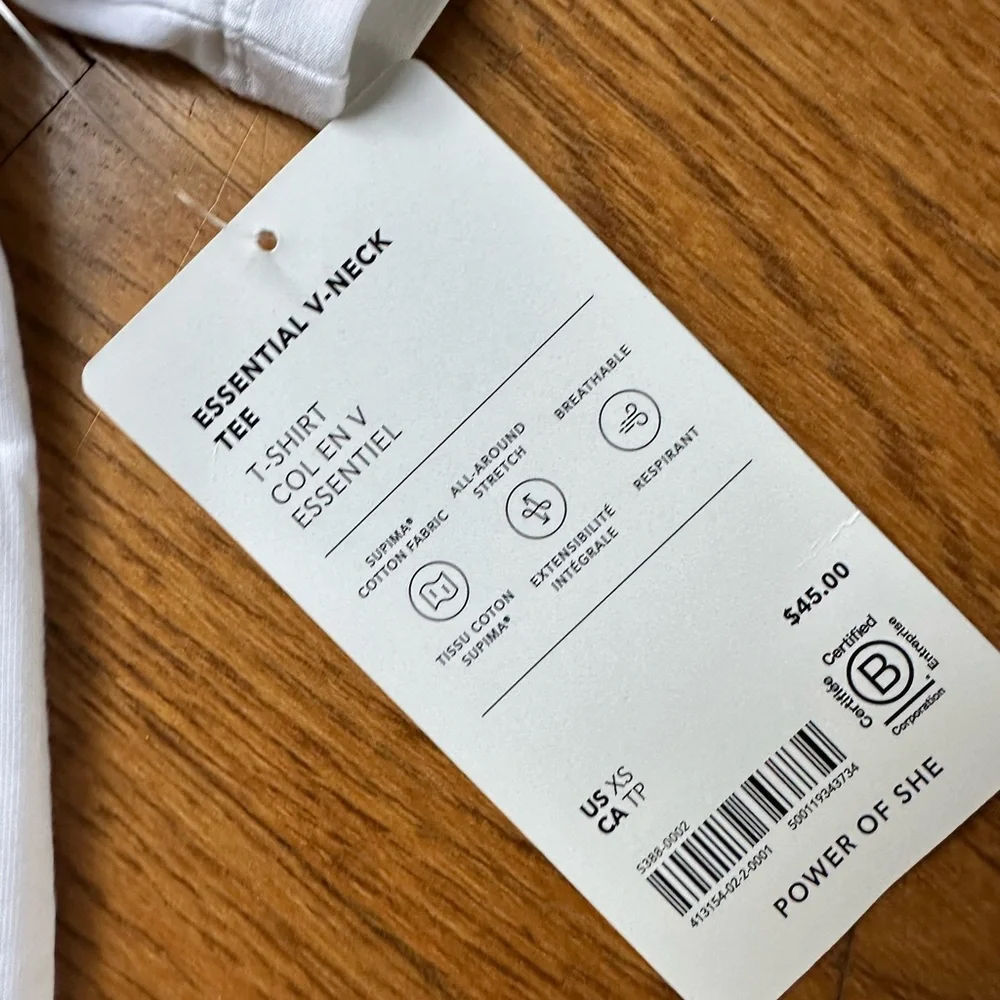 ESSENTIAL V-NECK
TEE
T-SHIRT
COL EN V
ESSENTIEL
SUPIMA®
COTTON FABRIC
TISSU COTON
SUPIMA®
ALL-AROUND
STRETCH
EXTENSIBILITÉ
INTÉGRALE
BREATHABLE
RESPIRANT
$45.00
Certified
Certifiée
B
Entreprise
Corporation
US XS
CA TP
5388-0002
413154-02-2-0001
500119343734
POWER OF SHE